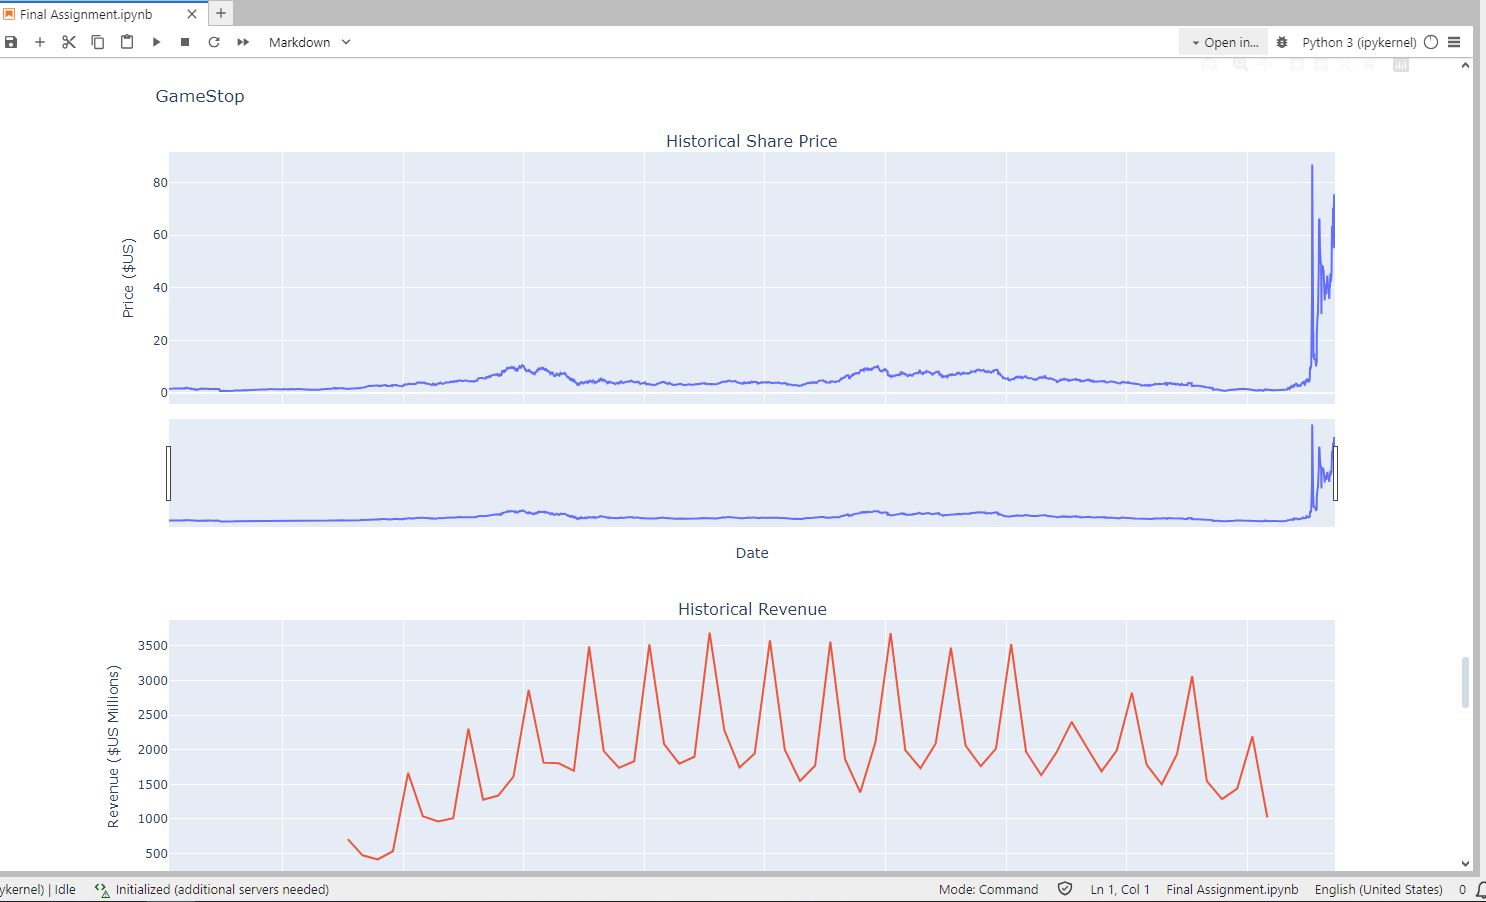 Final Assignment.ipynb
Markdown
Open in...
Python 3 (ipykernel)
GameStop
Historical Share Price
80
60
40
20
0
Price ($US)
Date
Historical Revenue
3500
3000
2500
2000
1500
1000
500
Revenue ($US Millions)
ykernel) | Idle
Initialized (additional servers needed)
Mode: Command
Ln 1, Col 1
Final Assignment.ipynb
English (United States)
0